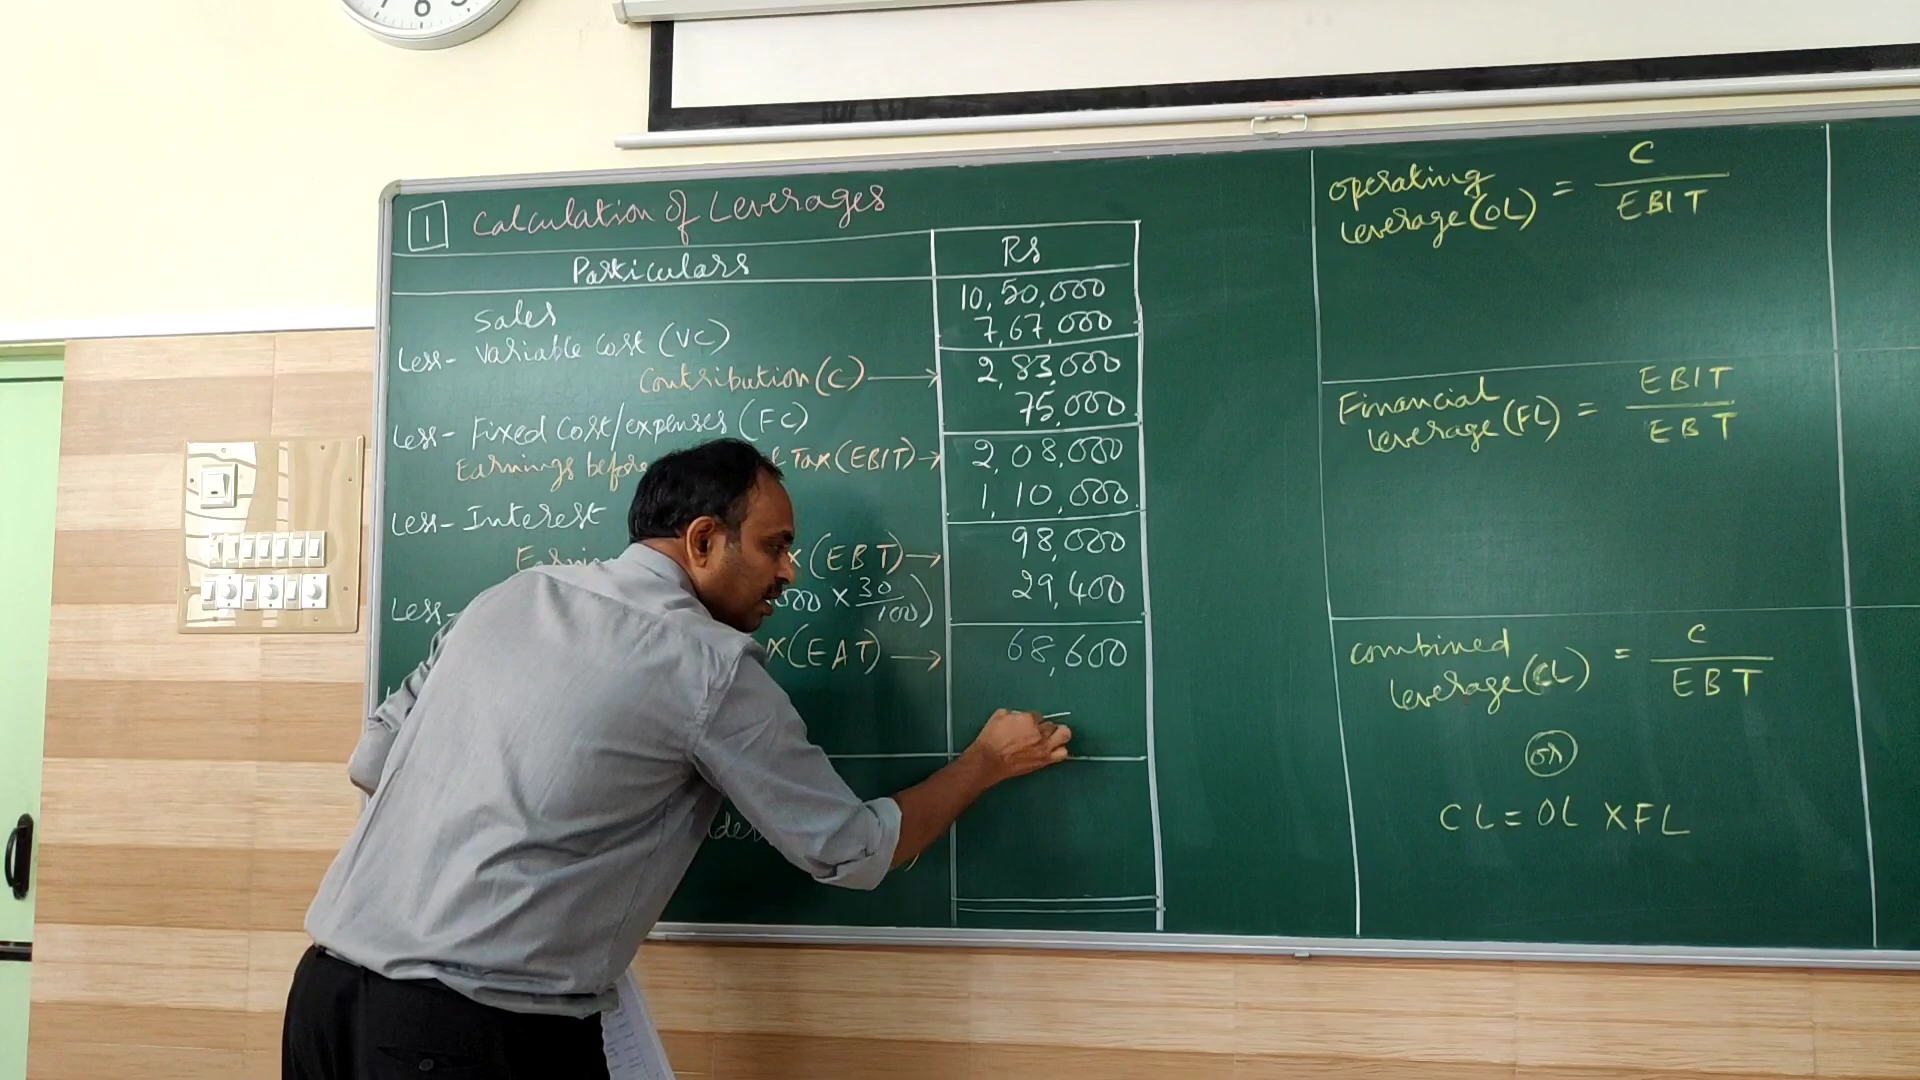 1 Calculation of Leverages
Particulars Rs
Sales 10,50,000
Less- Variable Cost (VC) 7,67,000
Contribution (C) → 2,83,000
Less- Fixed Cost/expenses (FC) 75,000
Earnings before Tax (EBIT) → 2,08,000
Less- Interest 1,10,000
(EBT) → 98,000
Less- 000 × 30/100) 29,400
(EAT) → 68,600
operating leverage (OL) = C / EBIT
Financial leverage (FL) = EBIT / EBT
combined leverage (CL) = C / EBT
or
CL = OL X FL
6